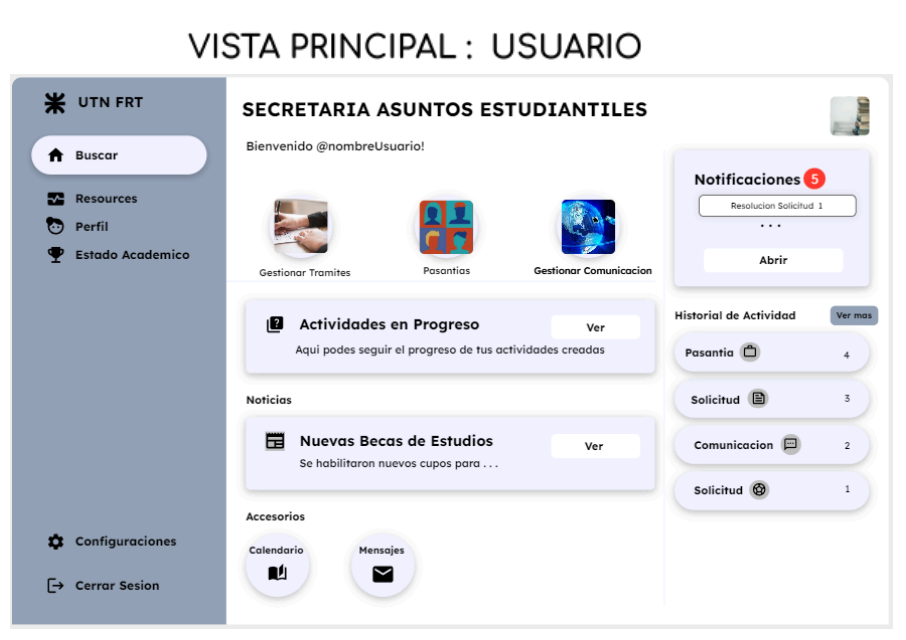 VISTA PRINCIPAL : USUARIO
UTN FRT
Buscar
Resources
Perfil
Estado Academico
Configuraciones
Cerrar Sesion
SECRETARIA ASUNTOS ESTUDIANTILES
Bienvenido @nombreUsuario!
Gestionar Tramites
Pasantias
Gestionar Comunicacion
Actividades en Progreso
Ver
Aqui podes seguir el progreso de tus actividades creadas
Noticias
Nuevas Becas de Estudios
Ver
Se habilitaron nuevos cupos para . . .
Accesorios
Calendario
Mensajes
Notificaciones 5
Resolucion Solicitud 1
. . .
Abrir
Historial de Actividad
Ver mas
Pasantia 4
Solicitud 3
Comunicacion 2
Solicitud 1